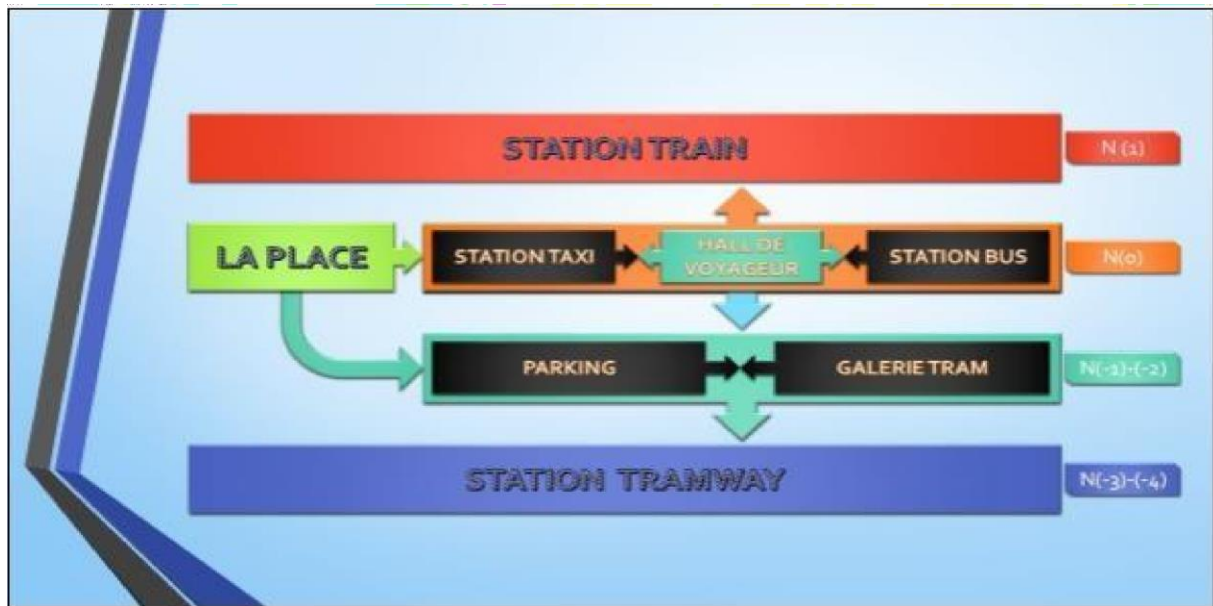 STATION TRAIN
N (1)
LA PLACE
STATION TAXI
HALL DE
VOYAGEUR
STATION BUS
N(0)
PARKING
GALERIE TRAM
N(-1)-(-2)
STATION TRAMWAY
N(-3)-(-4)